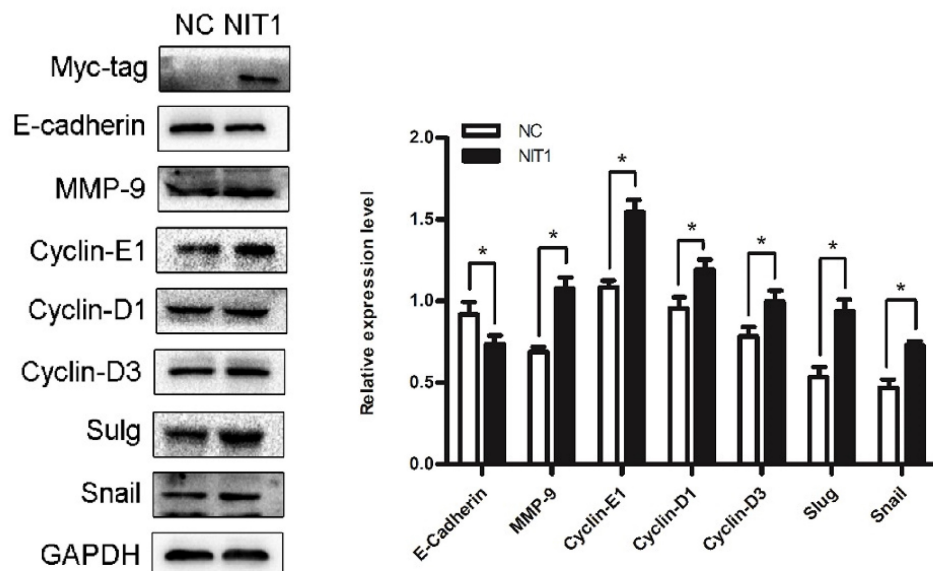 NC NIT1
Myc-tag
E-cadherin
MMP-9
Cyclin-E1
Cyclin-D1
Cyclin-D3
Sulg
Snail
GAPDH
NC
NIT1
Relative expression level
2.0
1.5
1.0
0.5
0.0
*
*
*
*
*
*
*
E-Cadherin
MMP-9
Cyclin-E1
Cyclin-D1
Cyclin-D3
Slug
Snail